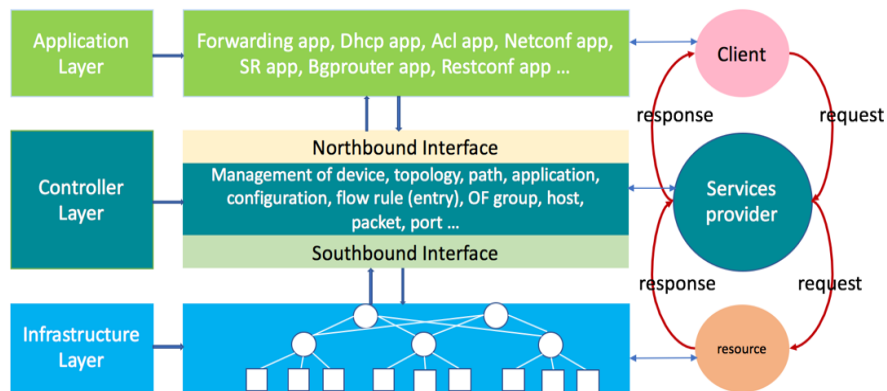 Application
Layer
Forwarding app, Dhcp app, Acl app, Netconf app,
SR app, Bgprouter app, Restconf app ...
Client
response
request
Northbound Interface
Controller
Layer
Management of device, topology, path, application,
configuration, flow rule (entry), OF group, host,
packet, port ...
Services
provider
Southbound Interface
response
request
Infrastructure
Layer
resource